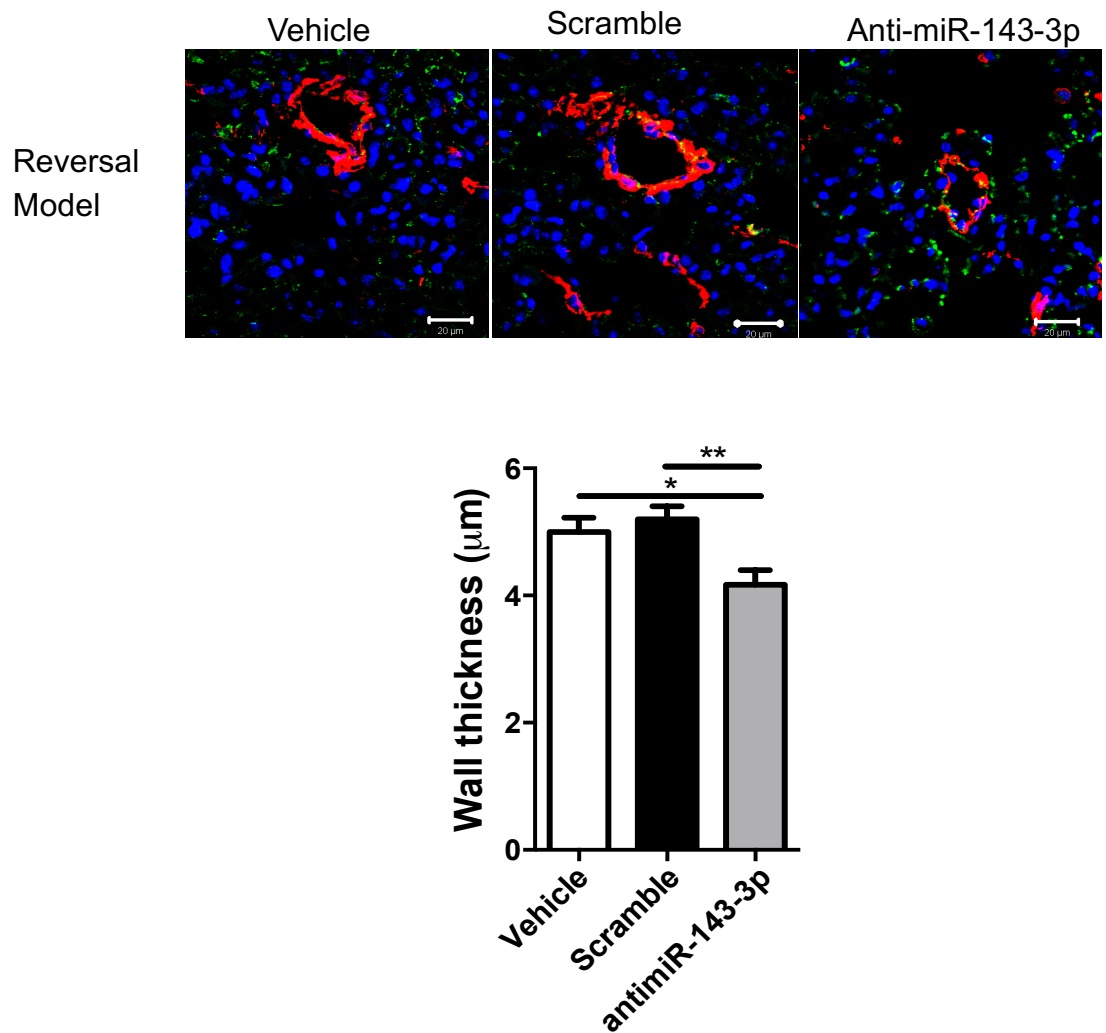 Vehicle
Scramble
Anti-miR-143-3p
Reversal
Model
20 µm
20 µm
20 µm
**
*
6
4
2
0
Wall thickness (μm)
Vehicle
Scramble
antimiR-143-3p